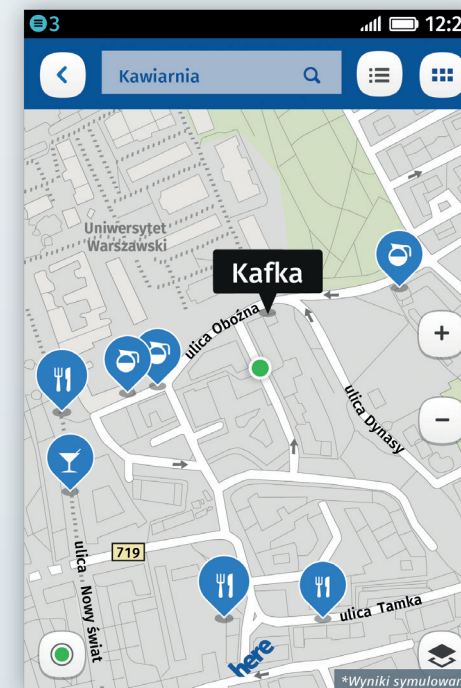 3
12:2
Kawiarnia
Uniwersytet
Warszawski
Kafka
ulica Oboźna
ulica Dynasy
719
ulica Nowy świat
ulica Tamka
here
*Wyniki symulowan